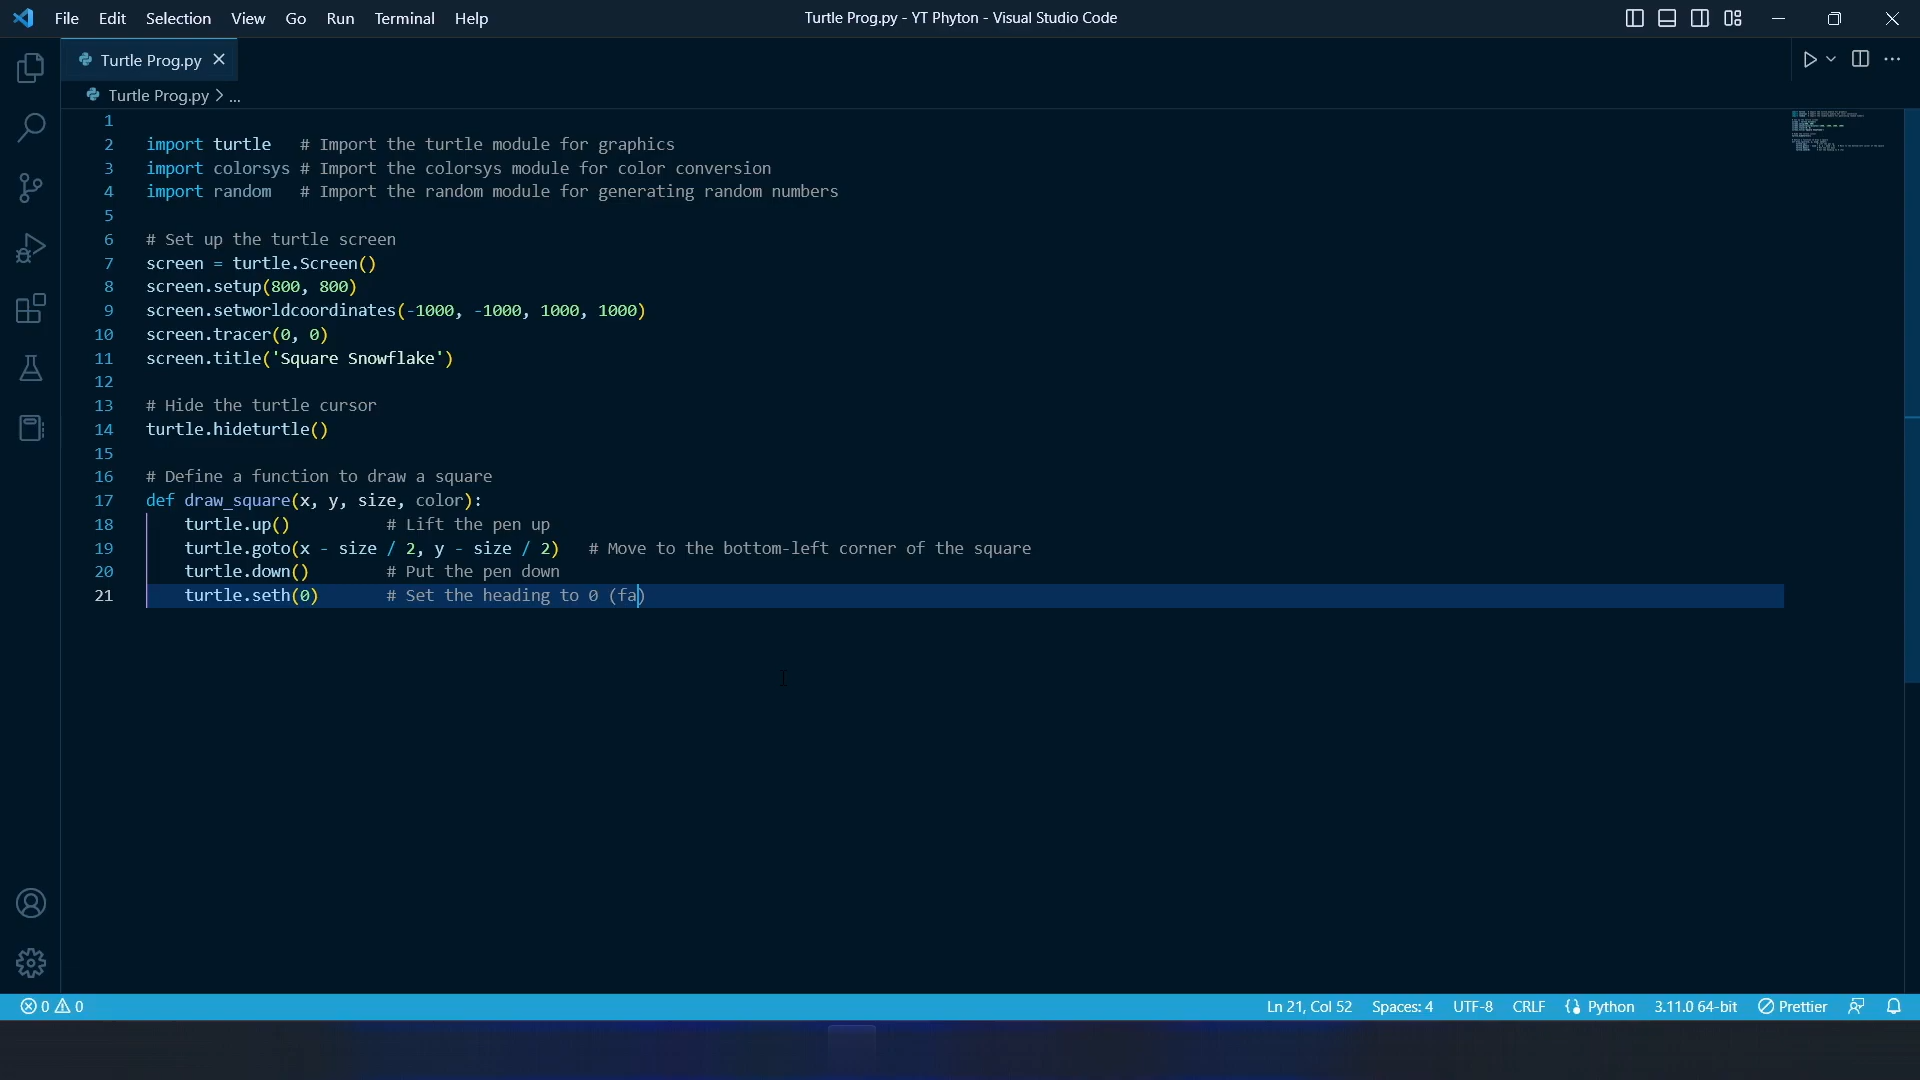 File Edit Selection View Go Run Terminal Help
Turtle Prog.py - YT Phyton - Visual Studio Code
Turtle Prog.py
Turtle Prog.py > ...
1
2 import turtle   # Import the turtle module for graphics
3 import colorsys # Import the colorsys module for color conversion
4 import random   # Import the random module for generating random numbers
5
6 # Set up the turtle screen
7 screen = turtle.Screen()
8 screen.setup(800, 800)
9 screen.setworldcoordinates(-1000, -1000, 1000, 1000)
10 screen.tracer(0, 0)
11 screen.title('Square Snowflake')
12
13 # Hide the turtle cursor
14 turtle.hideturtle()
15
16 # Define a function to draw a square
17 def draw_square(x, y, size, color):
18     turtle.up()          # Lift the pen up
19     turtle.goto(x - size / 2, y - size / 2)   # Move to the bottom-left corner of the square
20     turtle.down()        # Put the pen down
21     turtle.seth(0)       # Set the heading to 0 (fa)
0 0 Ln 21, Col 52 Spaces: 4 UTF-8 CRLF Python 3.11.0 64-bit Prettier